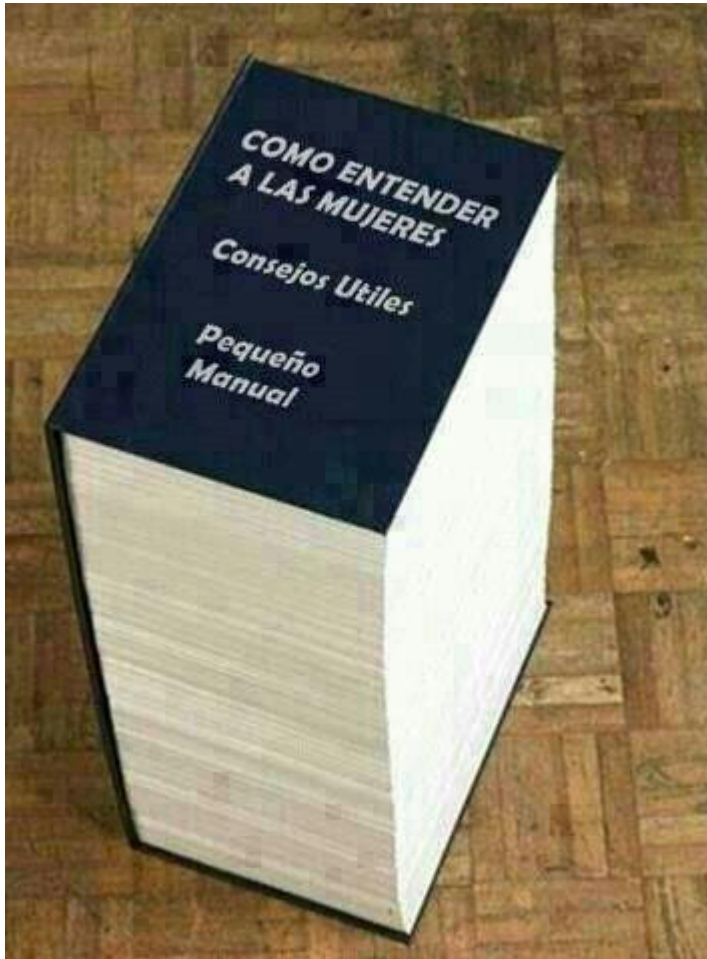 COMO ENTENDER
A LAS MUJERES
Consejos Utiles
Pequeño
Manual